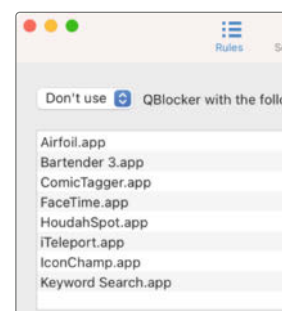 Rules
Don't use QBlocker with the
Airfoil.app
Bartender 3.app
ComicTagger.app
FaceTime.app
HoudahSpot.app
iTeleport.app
IconChamp.app
Keyword Search.app